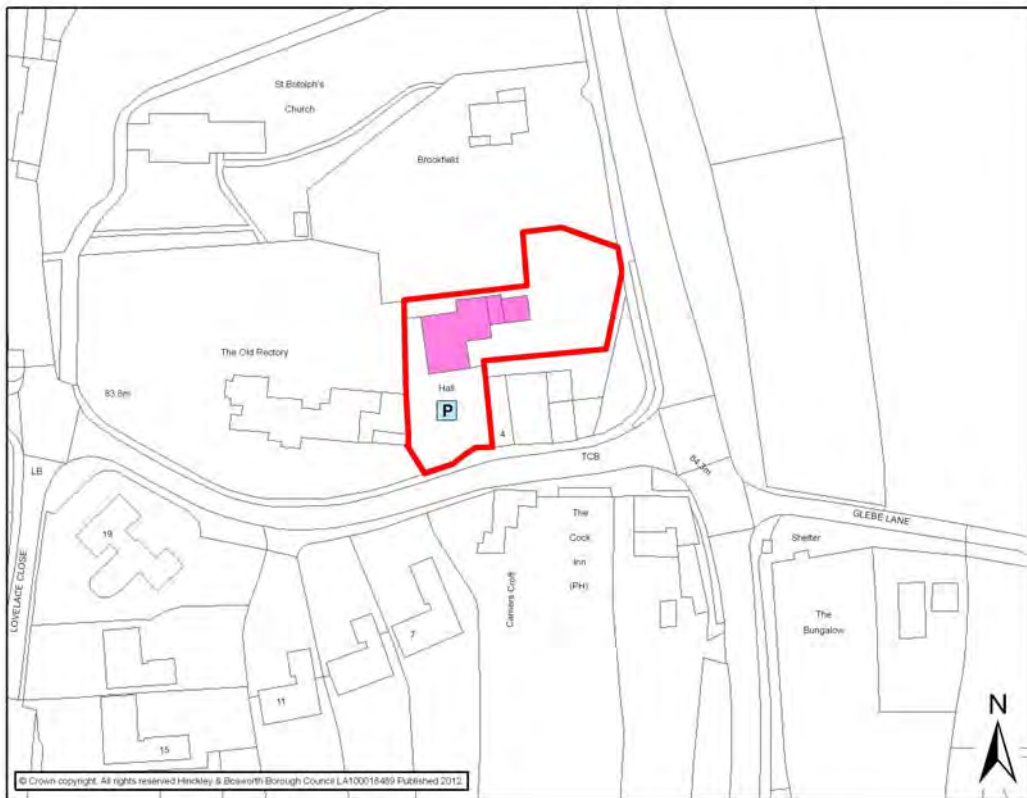 St Botolph's
Church
Brookfield
The Old Rectory
83.8m
Hall
P
4
TCB
84.3m
LB
GLEBE LANE
19
The
Cock
Inn
(PH)
Shelter
LOVELACE CLOSE
The
Bungalow
7
11
15
N
© Crown copyright. All rights reserved Hinckley & Bosworth Borough Council LA100018489 Published 2012